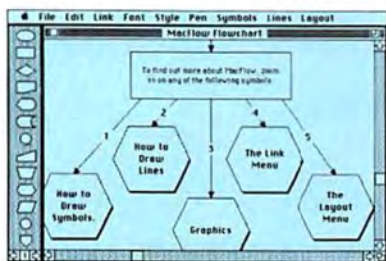 File Edit Link Font Style Pen Symbols Lines Layout
MacFlow Flowchart
To find out more about MacFlow, zoom
in on any of the following symbols
1
2
3
4
5
How to
Draw
Symbols.
How to
Draw
Lines
Graphics
The Link
Menu
The
Layout
Menu